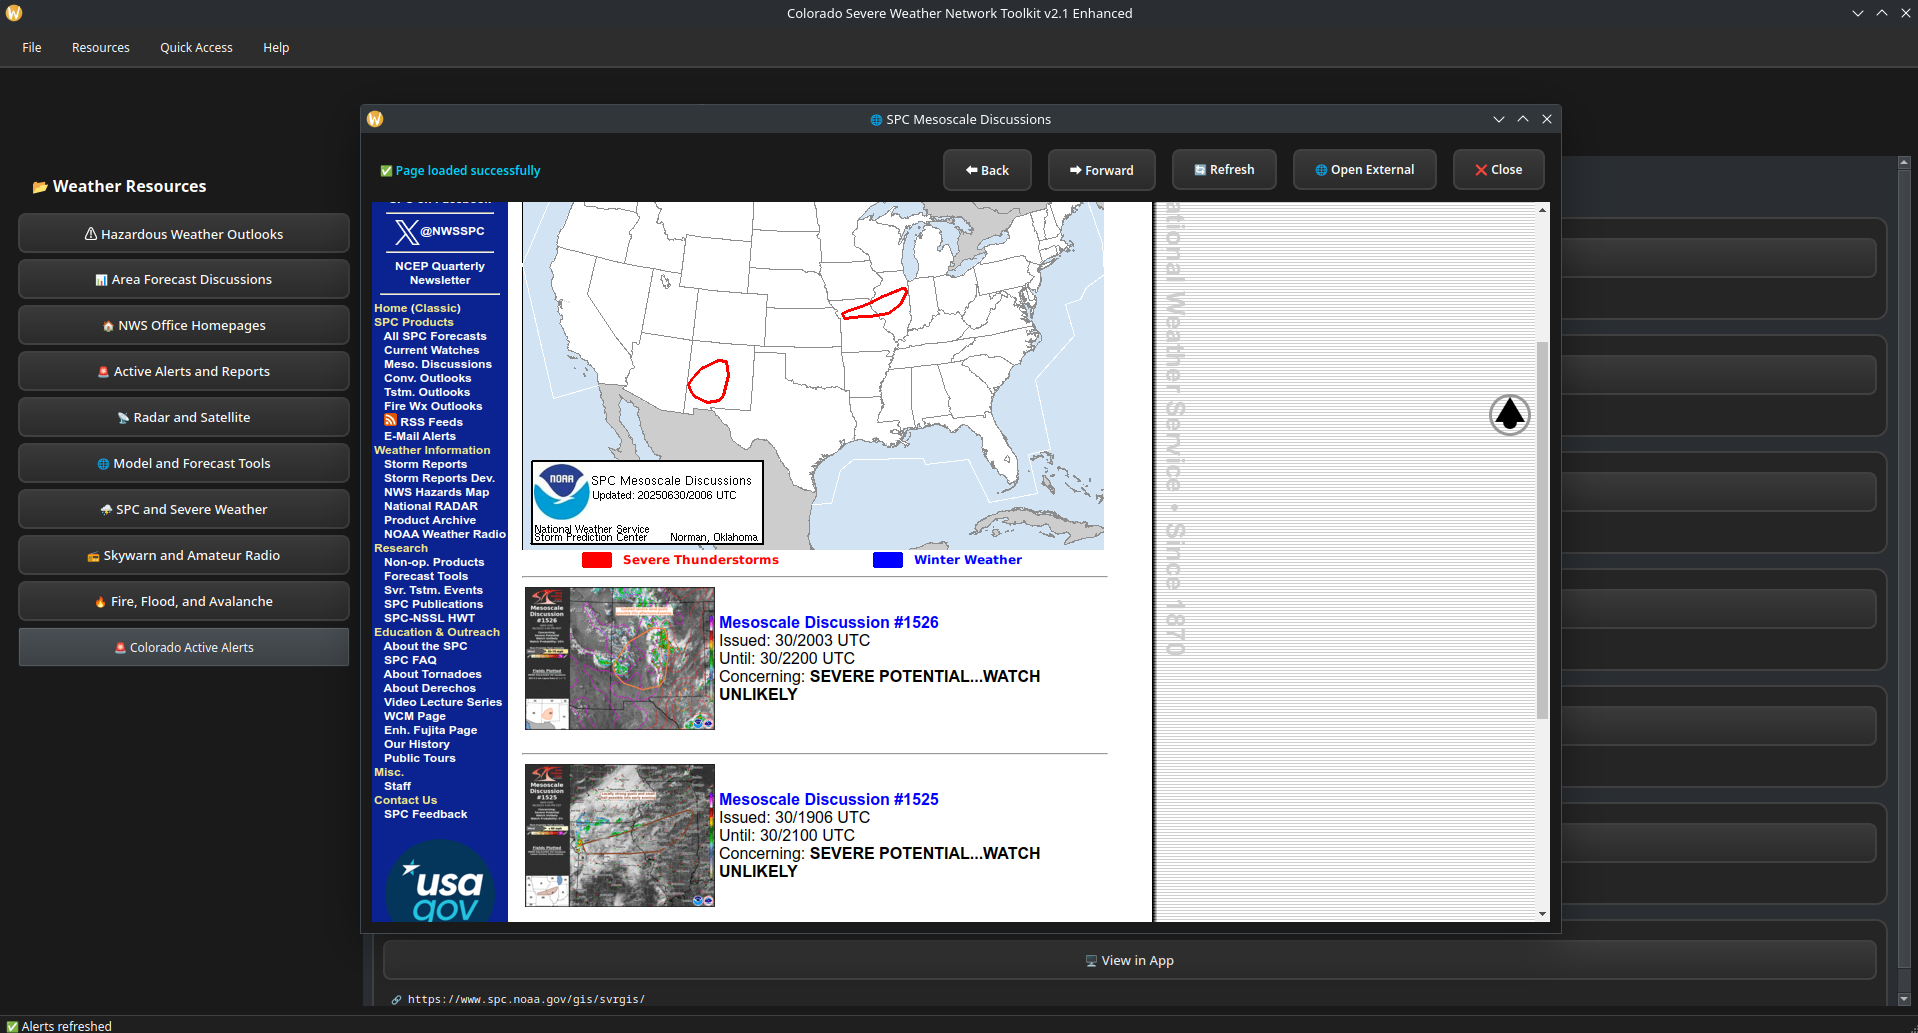 Colorado Severe Weather Network Toolkit v2.1 Enhanced
File Resources Quick Access Help
Weather Resources
Hazardous Weather Outlooks
Area Forecast Discussions
NWS Office Homepages
Active Alerts and Reports
Radar and Satellite
Model and Forecast Tools
SPC and Severe Weather
Skywarn and Amateur Radio
Fire, Flood, and Avalanche
Colorado Active Alerts
SPC Mesoscale Discussions
Page loaded successfully
Back Forward Refresh Open External Close
@NWSSPC
NCEP Quarterly
Newsletter
Home (Classic)
SPC Products
All SPC Forecasts
Current Watches
Meso. Discussions
Conv. Outlooks
Tstm. Outlooks
Fire Wx Outlooks
RSS Feeds
E-Mail Alerts
Weather Information
Storm Reports
Storm Reports Dev.
NWS Hazards Map
National RADAR
Product Archive
NOAA Weather Radio
Research
Non-op. Products
Forecast Tools
Svr. Tstm. Events
SPC Publications
SPC-NSSL HWT
Education & Outreach
About the SPC
SPC FAQ
About Tornadoes
About Derechos
Video Lecture Series
WCM Page
Enh. Fujita Page
Our History
Public Tours
Misc.
Staff
Contact Us
SPC Feedback
usa
gov
NOAA
SPC Mesoscale Discussions
Updated: 20250630/2006 UTC
National Weather Service
Storm Prediction Center Norman, Oklahoma
Severe Thunderstorms Winter Weather
Mesoscale
Discussion
#1526
Mesoscale Discussion #1526
Issued: 30/2003 UTC
Until: 30/2200 UTC
Concerning: SEVERE POTENTIAL...WATCH
UNLIKELY
Mesoscale
Discussion
#1525
Mesoscale Discussion #1525
Issued: 30/1906 UTC
Until: 30/2100 UTC
Concerning: SEVERE POTENTIAL...WATCH
UNLIKELY
Weather Service • Since 1870
View in App
https://www.spc.noaa.gov/gis/svrgis/
Alerts refreshed